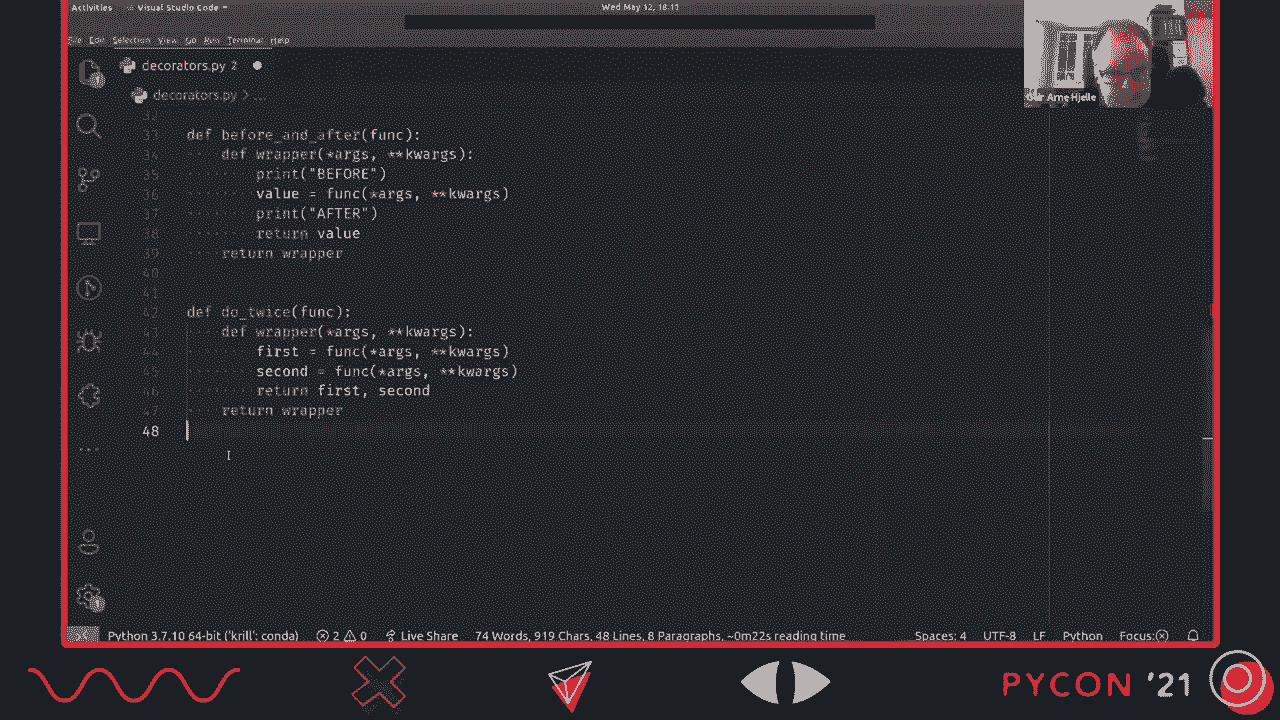 Activities Visual Studio Code Wed May 12, 18:11
File Edit Selection View Go Run Terminal Help
decorators.py 2
decorators.py > ...
Geir Arne Hjelle
32
33 def before_and_after(func):
34 def wrapper(*args, **kwargs):
35 print("BEFORE")
36 value = func(*args, **kwargs)
37 print("AFTER")
38 return value
39 return wrapper
40
41
42 def do_twice(func):
43 def wrapper(*args, **kwargs):
44 first = func(*args, **kwargs)
45 second = func(*args, **kwargs)
46 return first, second
47 return wrapper
48
Python 3.7.10 64-bit ('krill': conda) 2 0 Live Share 74 Words, 919 Chars, 48 Lines, 8 Paragraphs, ~0m22s reading time Spaces: 4 UTF-8 LF Python Focus:
PYCON '21